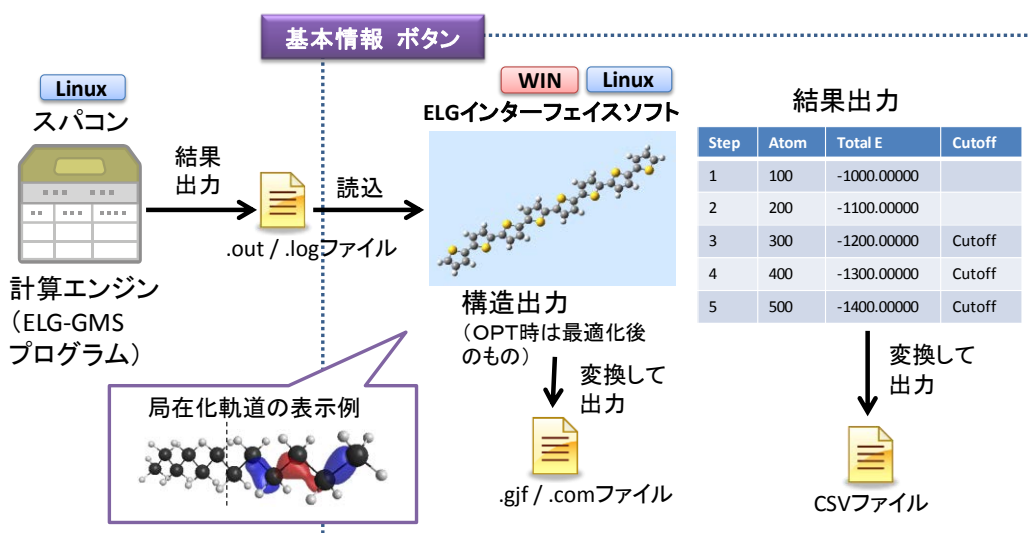 基本情報 ボタン
Linux
スパコン
結果
出力
.out / .logファイル
読込
計算エンジン
（ELG-GMS
プログラム）
WIN
Linux
ELGインターフェイスソフト
構造出力
（OPT時は最適化後
のもの）
変換して
出力
.gjf / .comファイル
局在化軌道の表示例
結果出力
Step Atom Total E Cutoff
1 100 -1000.00000
2 200 -1100.00000
3 300 -1200.00000 Cutoff
4 400 -1300.00000 Cutoff
5 500 -1400.00000 Cutoff
変換して
出力
CSVファイル